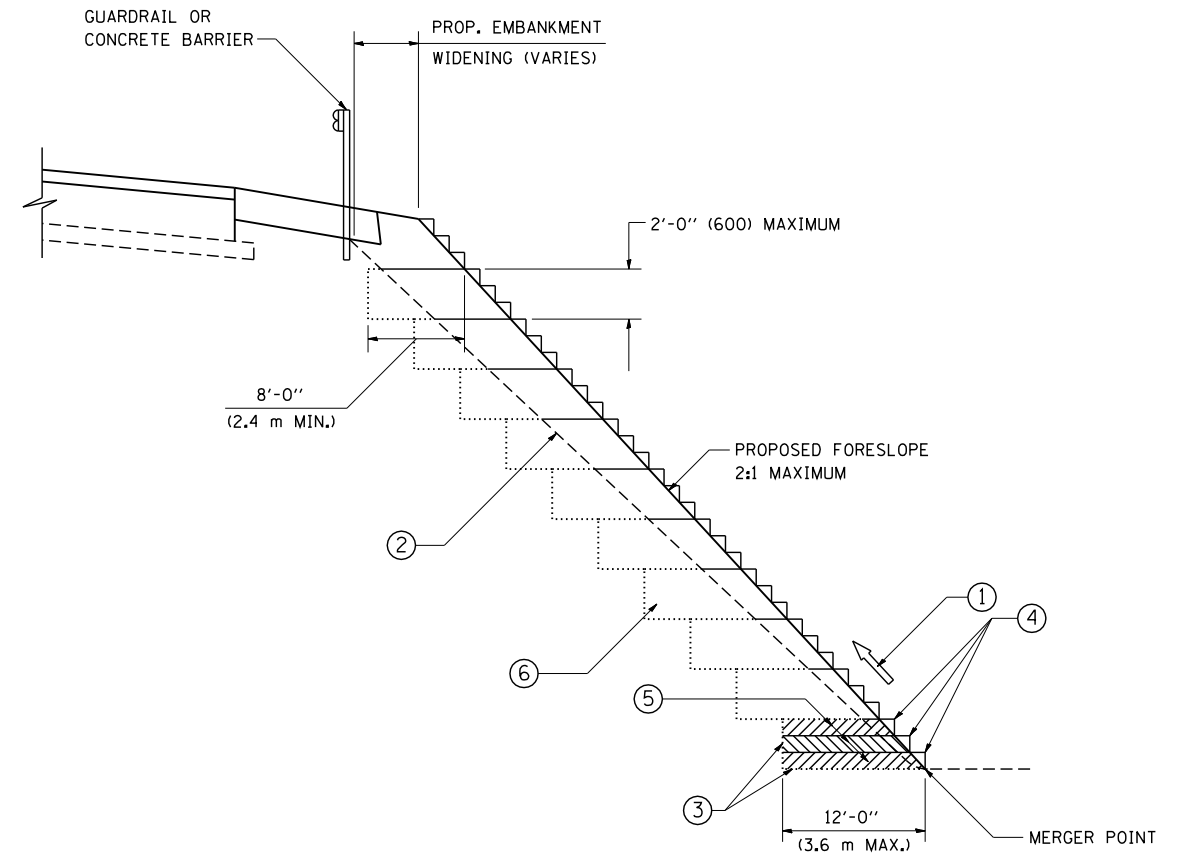 GUARDRAIL OR
CONCRETE BARRIER
PROP. EMBANKMENT
WIDENING (VARIES)
2'-0" (600) MAXIMUM
8'-0"
(2.4 m MIN.)
PROPOSED FORESLOPE
2:1 MAXIMUM
2
1
4
6
5
3
12'-0"
(3.6 m MAX.)
MERGER POINT